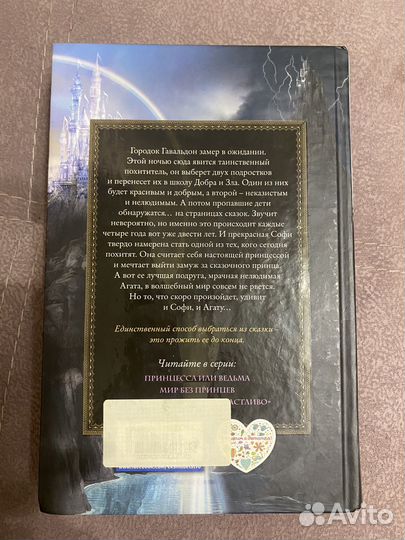 Городок Гавальдон замер в ожидании.
Этой ночью сюда явится таинственный
похититель, он выберет двух подростков
и перенесет их в школу Добра и Зла. Один из них
будет красивым и добрым, а второй – неказистым
и нелюдимым. А потом пропавшие дети
обнаружатся... на страницах сказок. Звучит
невероятно, но именно это происходит каждые
четыре года вот уже двести лет. И прекрасная Софи
твердо намерена стать одной из тех, кого сегодня
похитят. Она считает себя настоящей принцессой
и мечтает выйти замуж за сказочного принца.
А вот ее лучшая подруга, мрачная нелюдимая
Агата, в волшебный мир совсем не рвется.
Но то, что скоро произойдет, удивит
и Софи, и Агату...
Единственный способ выбраться из сказки –
это прожить ее до конца.
Читайте в серии:
ПРИНЦЕССА ИЛИ ВЕДЬМА
МИР БЕЗ ПРИНЦЕВ
АСТЛИВО»
Avito